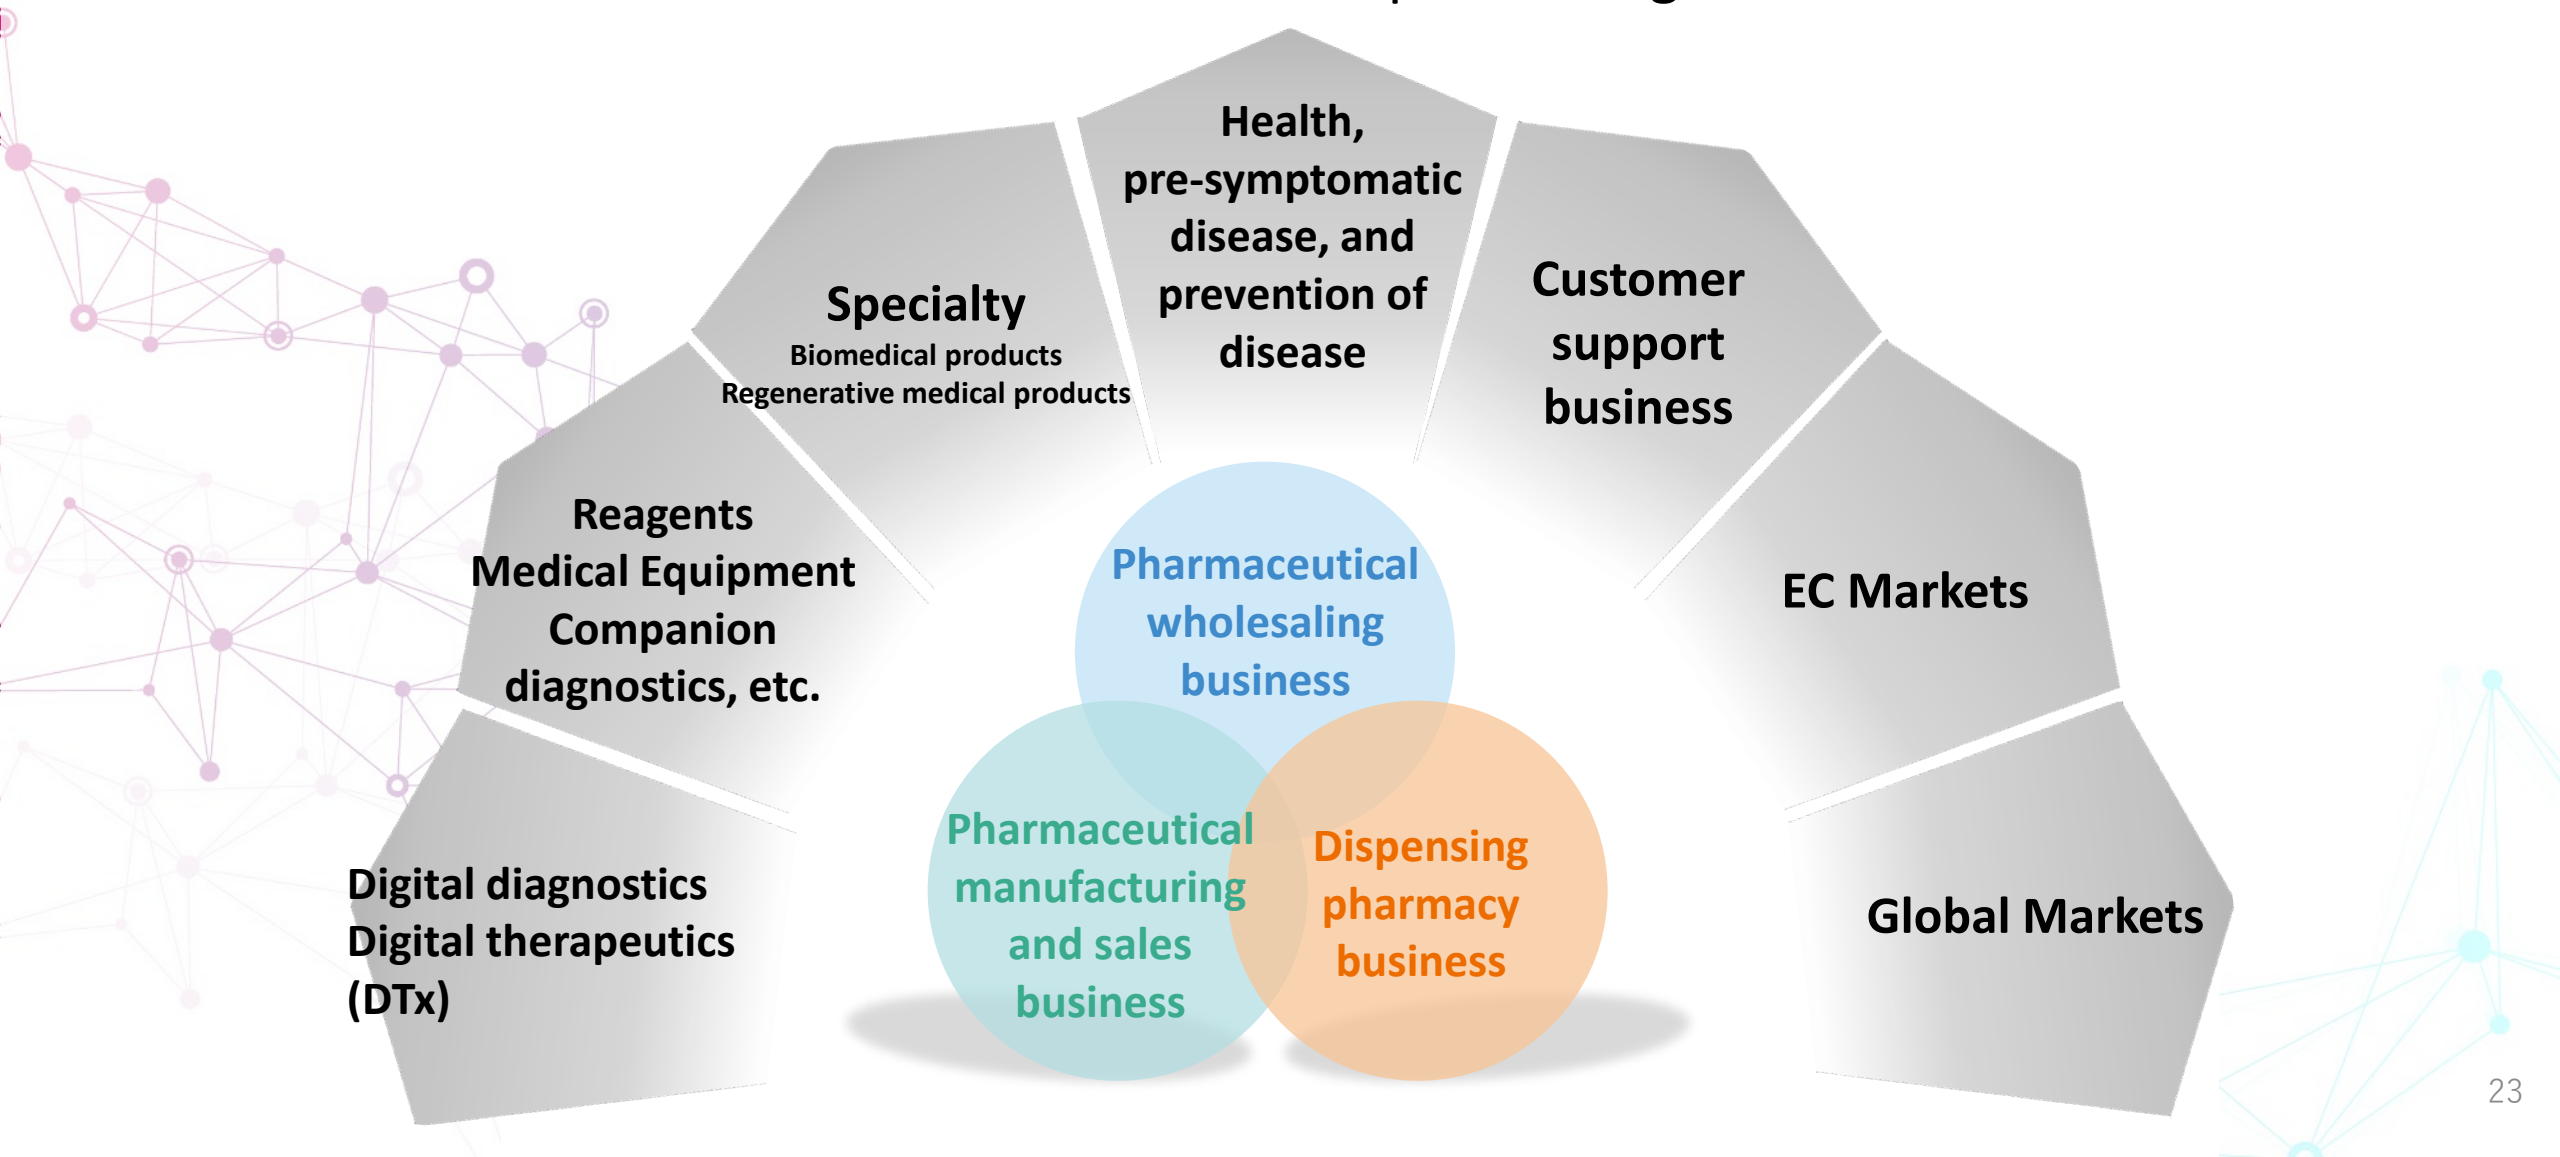 Health,
pre-symptomatic
disease, and
prevention of
disease
Specialty
Biomedical products
Regenerative medical products
Customer
support
business
Reagents
Medical Equipment
Companion
diagnostics, etc.
EC Markets
Digital diagnostics
Digital therapeutics
(DTx)
Global Markets
Pharmaceutical
wholesaling
business
Pharmaceutical
manufacturing
and sales
business
Dispensing
pharmacy
business
23